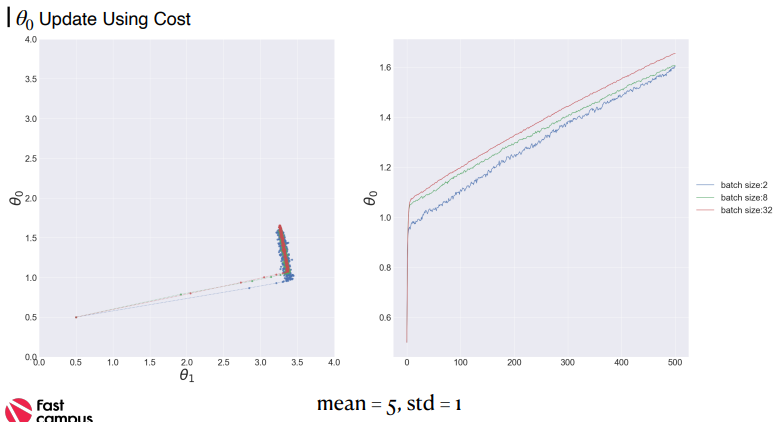 | θ₀ Update Using Cost
4.0
3.5
3.0
2.5
2.0
1.5
1.0
0.5
0.0
θ₀
0.0 0.5 1.0 1.5 2.0 2.5 3.0 3.5 4.0
θ₁
1.6
1.4
1.2
1.0
0.8
0.6
θ₀
0 100 200 300 400 500
batch size:2
batch size:8
batch size:32
mean = 5, std = 1
fast
campus